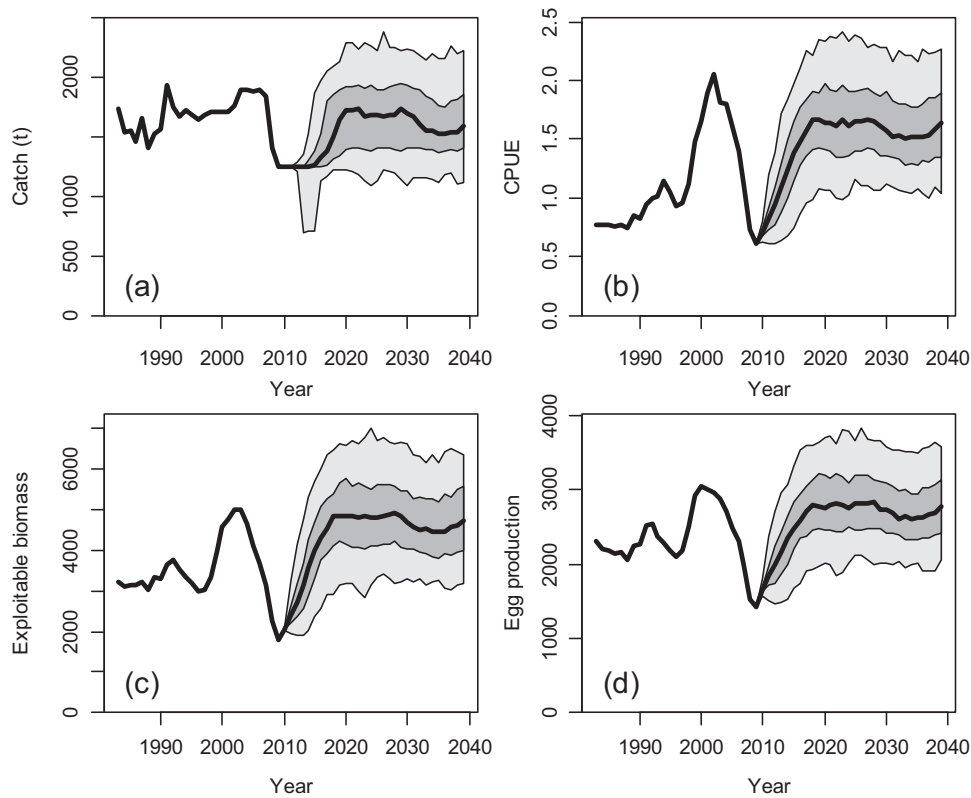 Catch (t)
2000
1000
500
0
(a)
1990 2000 2010 2020 2030 2040
Year
CPUE
2.5
2.0
1.5
1.0
0.5
0.0
(b)
1990 2000 2010 2020 2030 2040
Year
Exploitable biomass
6000
4000
2000
0
(c)
1990 2000 2010 2020 2030 2040
Year
Egg production
4000
3000
2000
1000
0
(d)
1990 2000 2010 2020 2030 2040
Year